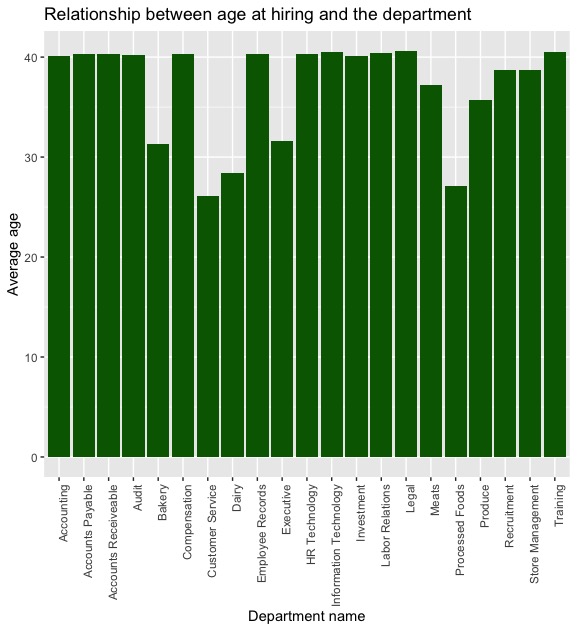 Relationship between age at hiring and the department
Average age
40
30
20
10
0
Accounting
Accounts Payable
Accounts Receiveable
Audit
Bakery
Compensation
Customer Service
Dairy
Employee Records
Executive
HR Technology
Information Technology
Investment
Labor Relations
Legal
Meats
Processed Foods
Produce
Recruitment
Store Management
Training
Department name